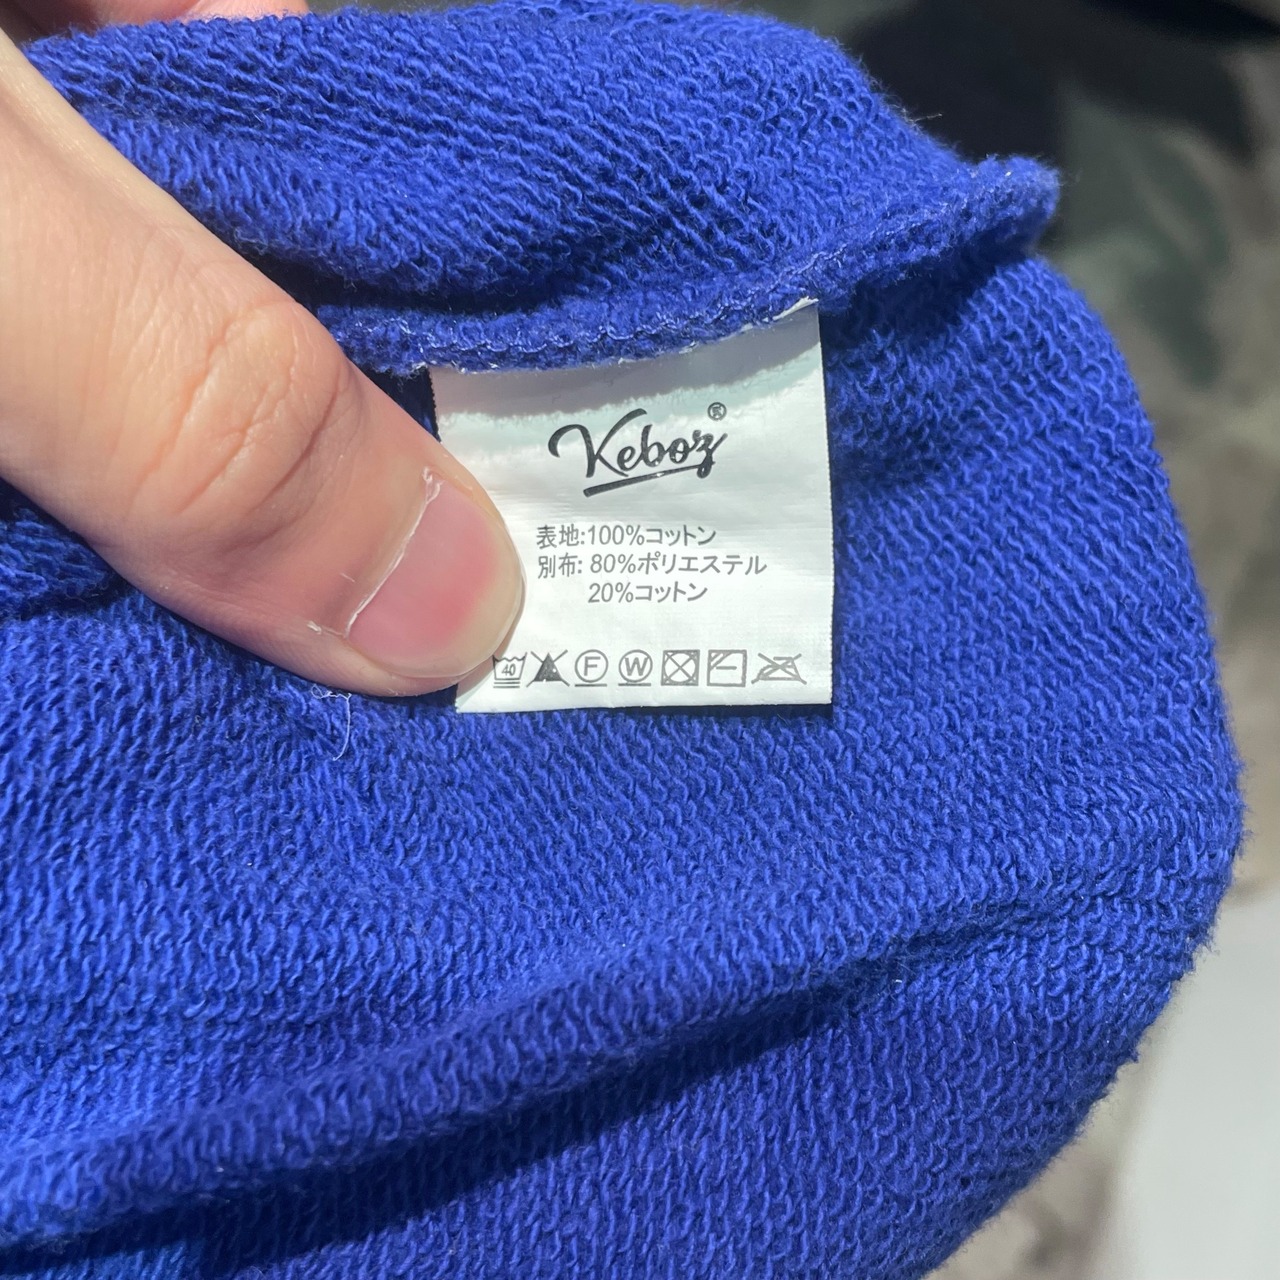 Keboz®
表地:100%コットン
別布: 80%ポリエステル
20%コットン
40 F W